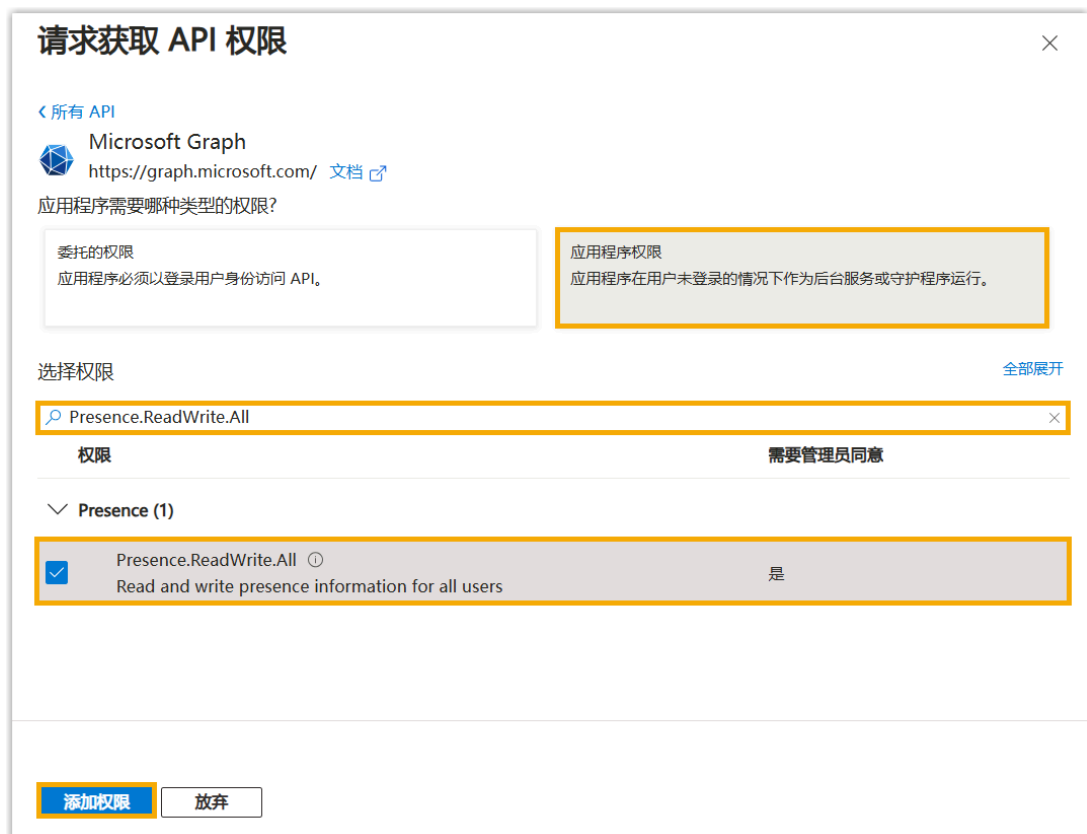 请求获取 API 权限
所有 API
Microsoft Graph
https://graph.microsoft.com/ 文档
应用程序需要哪种类型的权限?
委托的权限
应用程序必须以登录用户身份访问 API。
应用程序权限
应用程序在用户未登录的情况下作为后台服务或守护程序运行。
选择权限 全部展开
Presence.ReadWrite.All
权限 需要管理员同意
Presence (1)
Presence.ReadWrite.All
Read and write presence information for all users 是
添加权限 放弃